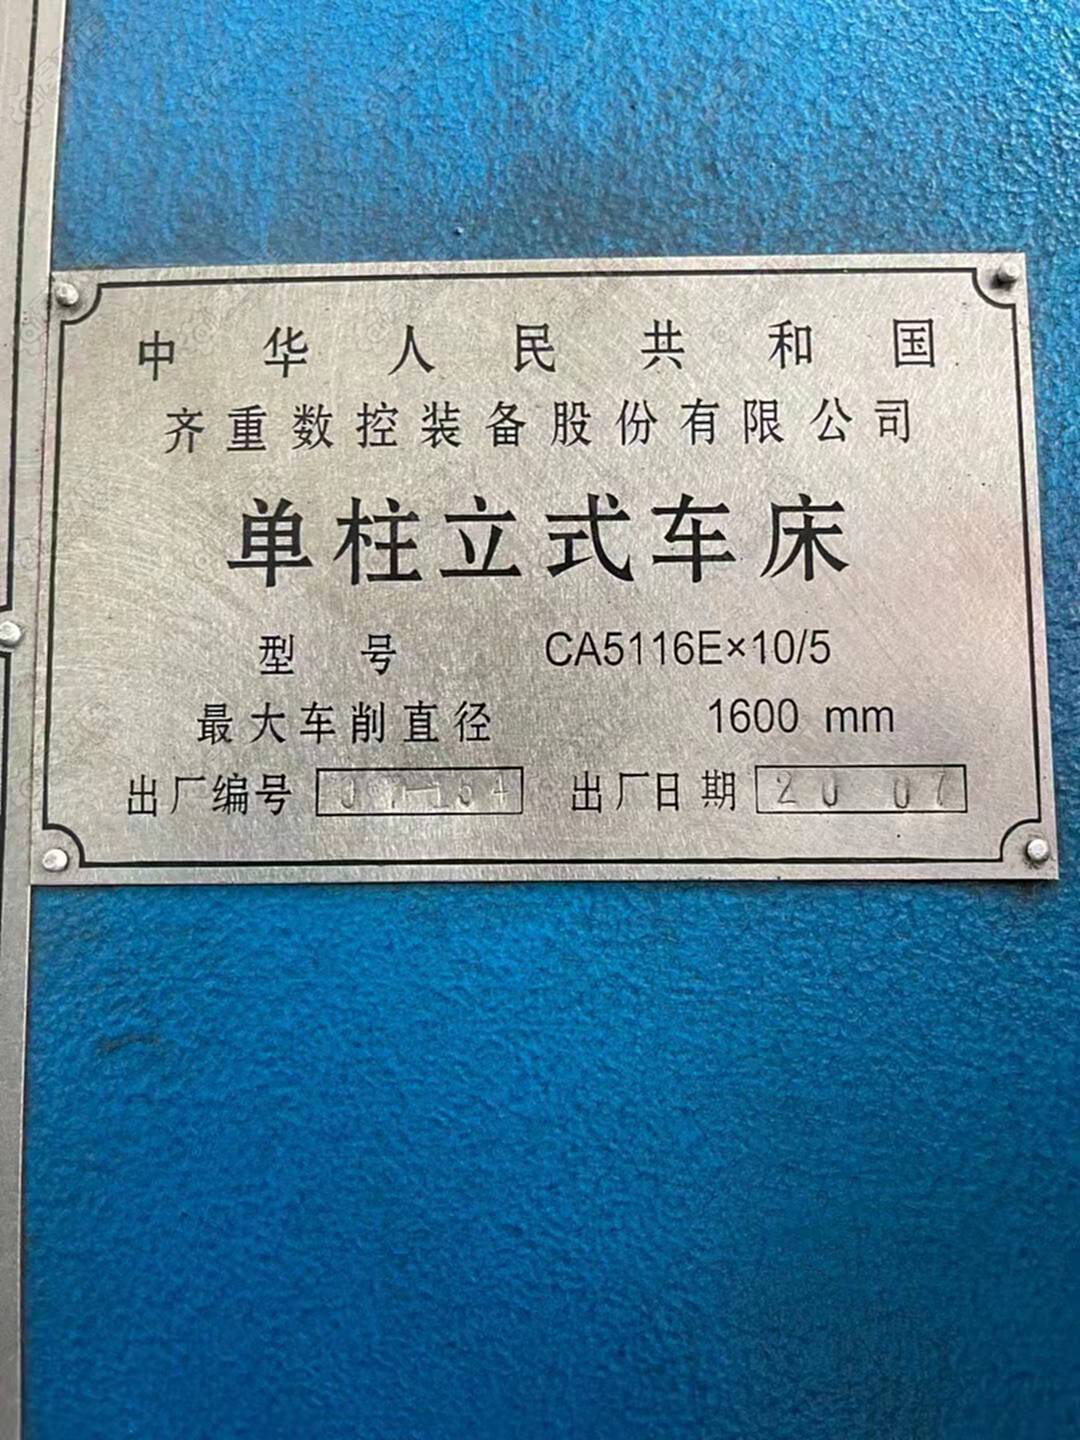 中华人民共和国
齐重数控装备股份有限公司
单柱立式车床
型号 CA5116E×10/5
最大车削直径 1600 mm
出厂编号 出厂日期 20 07